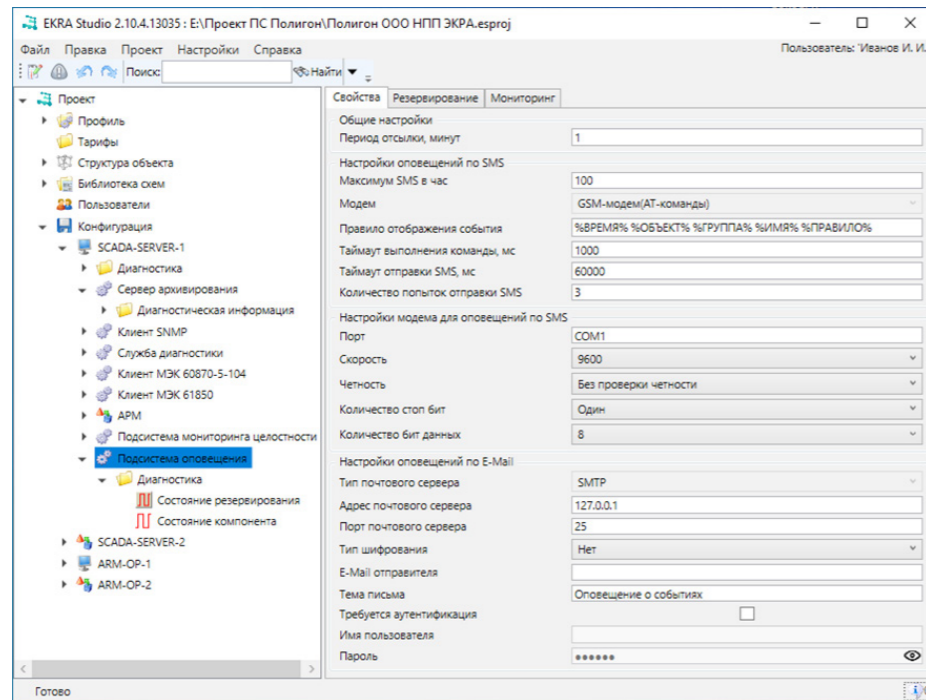 EKRA Studio 2.10.4.13035 : E:\Проект ПС Полигон\Полигон ООО НПП ЭКРА.esproj
Файл Правка Проект Настройки Справка
Пользователь: 'Иванов И. И.
Поиск: Найти
Проект
Профиль
Тарифы
Структура объекта
Библиотека схем
Пользователи
Конфигурация
SCADA-SERVER-1
Диагностика
Сервер архивирования
Диагностическая информация
Клиент SNMP
Служба диагностики
Клиент МЭК 60870-5-104
Клиент МЭК 61850
АРМ
Подсистема мониторинга целостности
Подсистема оповещения
Диагностика
Состояние резервирования
Состояние компонента
SCADA-SERVER-2
ARM-OP-1
ARM-OP-2
Свойства Резервирование Мониторинг
Общие настройки
Период отсылки, минут 1
Настройки оповещений по SMS
Максимум SMS в час 100
Модем GSM-модем(AT-команды)
Правило отображения события %ВРЕМЯ% %ОБЪЕКТ% %ГРУППА% %ИМЯ% %ПРАВИЛО%
Таймаут выполнения команды, мс 1000
Таймаут отправки SMS, мс 60000
Количество попыток отправки SMS 3
Настройки модема для оповещений по SMS
Порт COM1
Скорость 9600
Четность Без проверки четности
Количество стоп бит Один
Количество бит данных 8
Настройки оповещений по E-Mail
Тип почтового сервера SMTP
Адрес почтового сервера 127.0.0.1
Порт почтового сервера 25
Тип шифрования Нет
E-Mail отправителя
Тема письма Оповещение о событиях
Требуется аутентификация
Имя пользователя
Пароль ●●●●●●
Готово